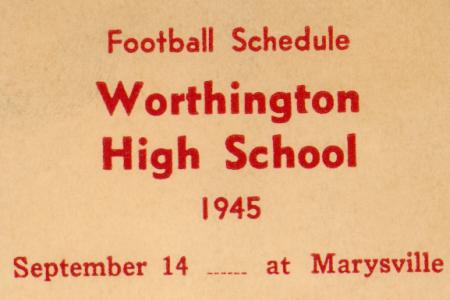 Football Schedule
Worthington
High School
1945
September 14 ...... at Marysville